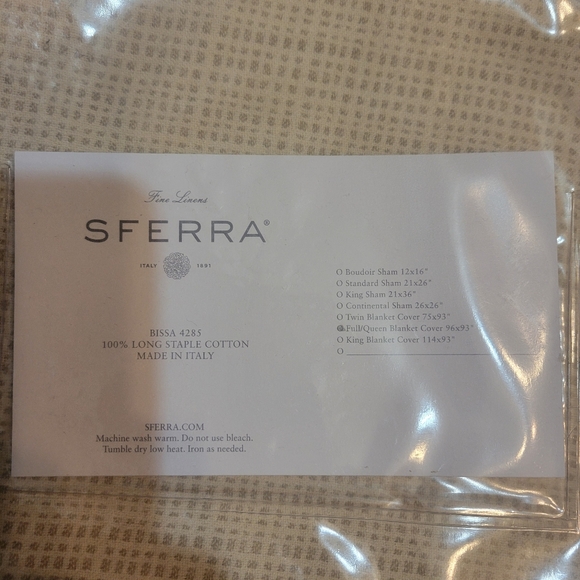 Fine Linens
SFERRA®
ITALY 1891
BISSA 4285
100% LONG STAPLE COTTON
MADE IN ITALY
SFERRA.COM
Machine wash warm. Do not use bleach.
Tumble dry low heat. Iron as needed.
O Boudoir Sham 12x16"
O Standard Sham 21x26"
O King Sham 21x36"
O Continental Sham 26x26"
O Twin Blanket Cover 75x93"
O Full/Queen Blanket Cover 96x93"
O King Blanket Cover 114x93"
O